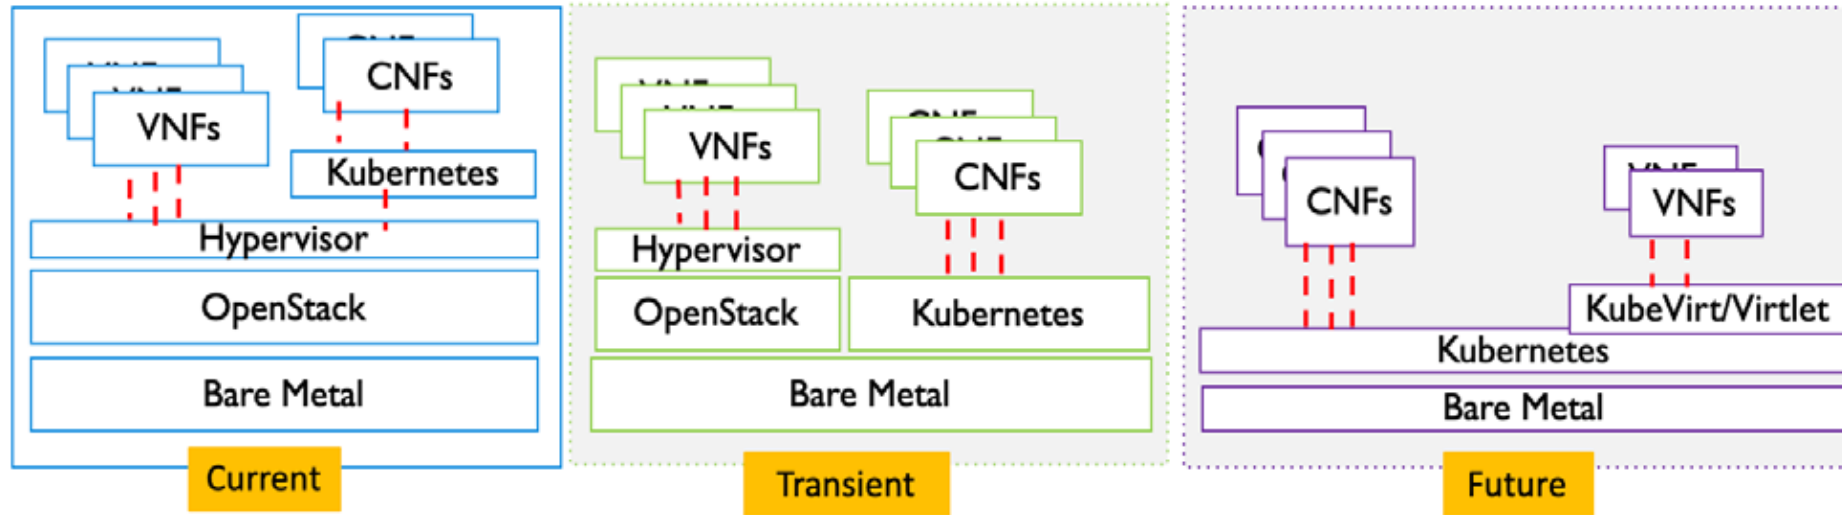 CNFs
VNFs
Kubernetes
Hypervisor
OpenStack
Bare Metal
Current
VNFs
CNFs
Hypervisor
OpenStack
Kubernetes
Bare Metal
Transient
CNFs
VNFs
KubeVirt/Virtlet
Kubernetes
Bare Metal
Future